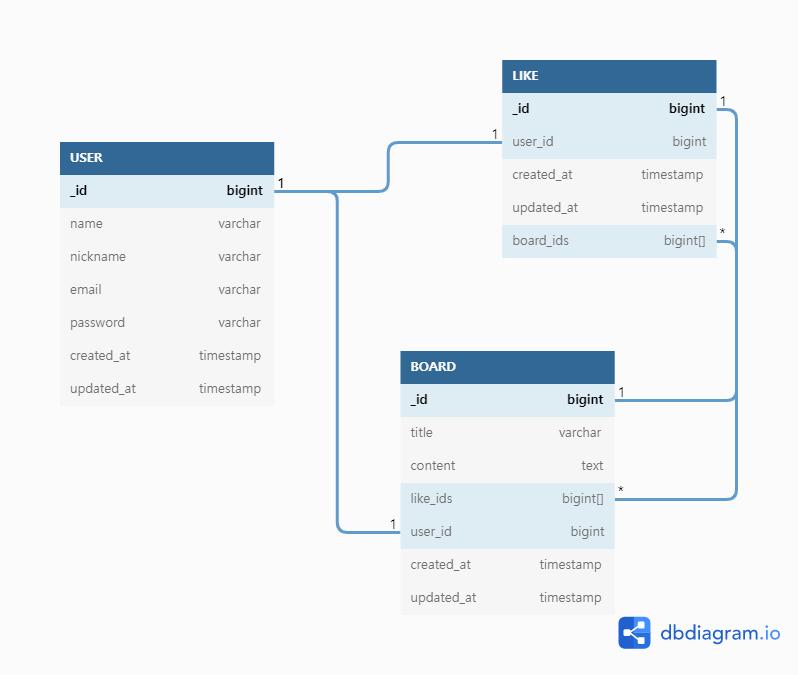 USER
_id bigint
name varchar
nickname varchar
email varchar
password varchar
created_at timestamp
updated_at timestamp
1
1
LIKE
_id bigint
user_id bigint
created_at timestamp
updated_at timestamp
board_ids bigint[]
1
*
BOARD
_id bigint
title varchar
content text
like_ids bigint[]
user_id bigint
created_at timestamp
updated_at timestamp
1
*
1
dbdiagram.io